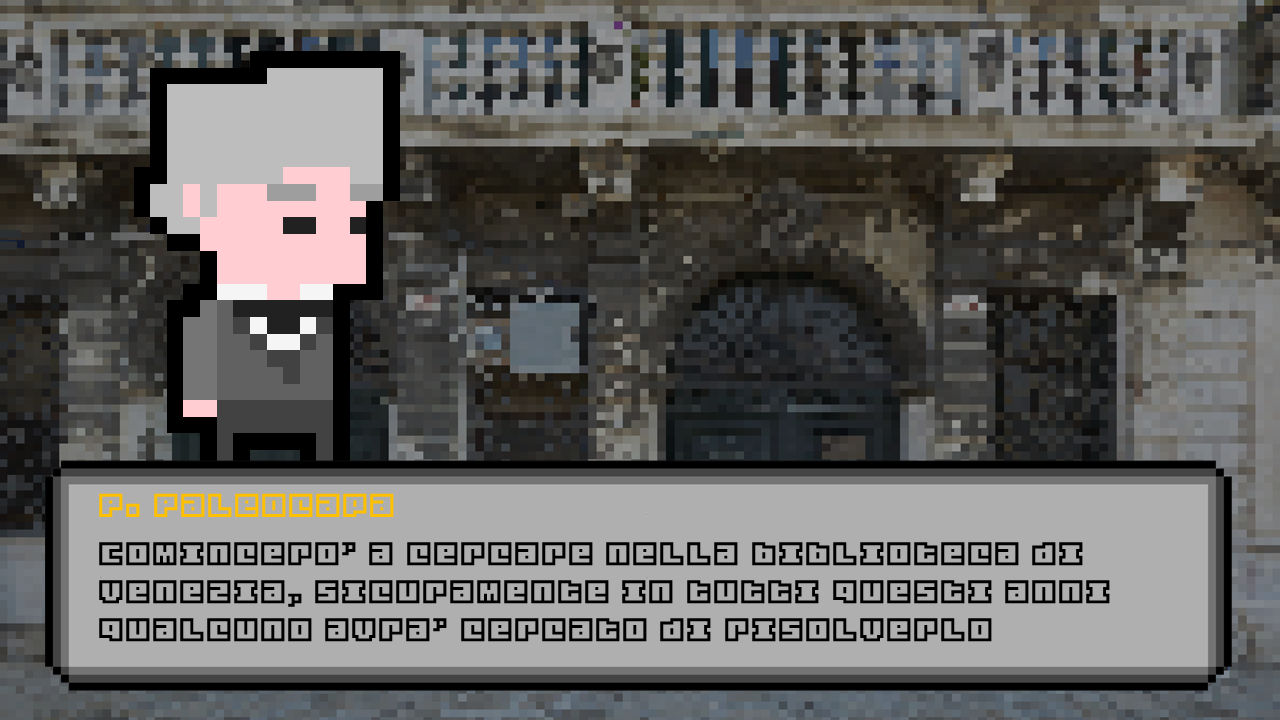 P. Paleocapa
Comincero' a cercare nella biblioteca di
Venezia, sicuramente in tutti questi anni
qualcuno avra' cercato di risolverlo